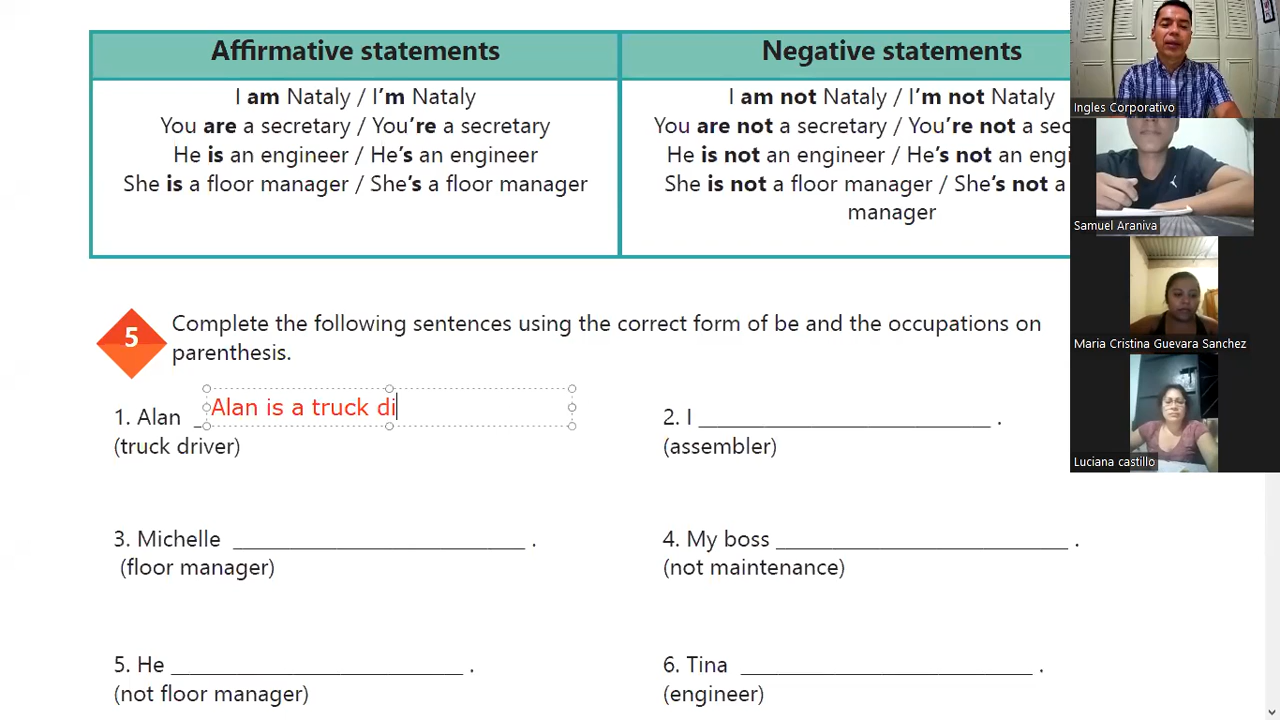 Affirmative statements
I am Nataly / I'm Nataly
You are a secretary / You're a secretary
He is an engineer / He's an engineer
She is a floor manager / She's a floor manager
Negative statements
I am not Nataly / I'm not Nataly
You are not a secretary / You're not a sec
He is not an engineer / He's not an engi
She is not a floor manager / She's not a
manager
5
Complete the following sentences using the correct form of be and the occupations on
parenthesis.
1. Alan _ Alan is a truck di
(truck driver)
2. I ______________________________ .
(assembler)
3. Michelle ______________________________ .
(floor manager)
4. My boss ______________________________ .
(not maintenance)
5. He ______________________________ .
(not floor manager)
6. Tina ______________________________ .
(engineer)
Ingles Corporativo
Samuel Araniva
Maria Cristina Guevara Sanchez
Luciana castillo